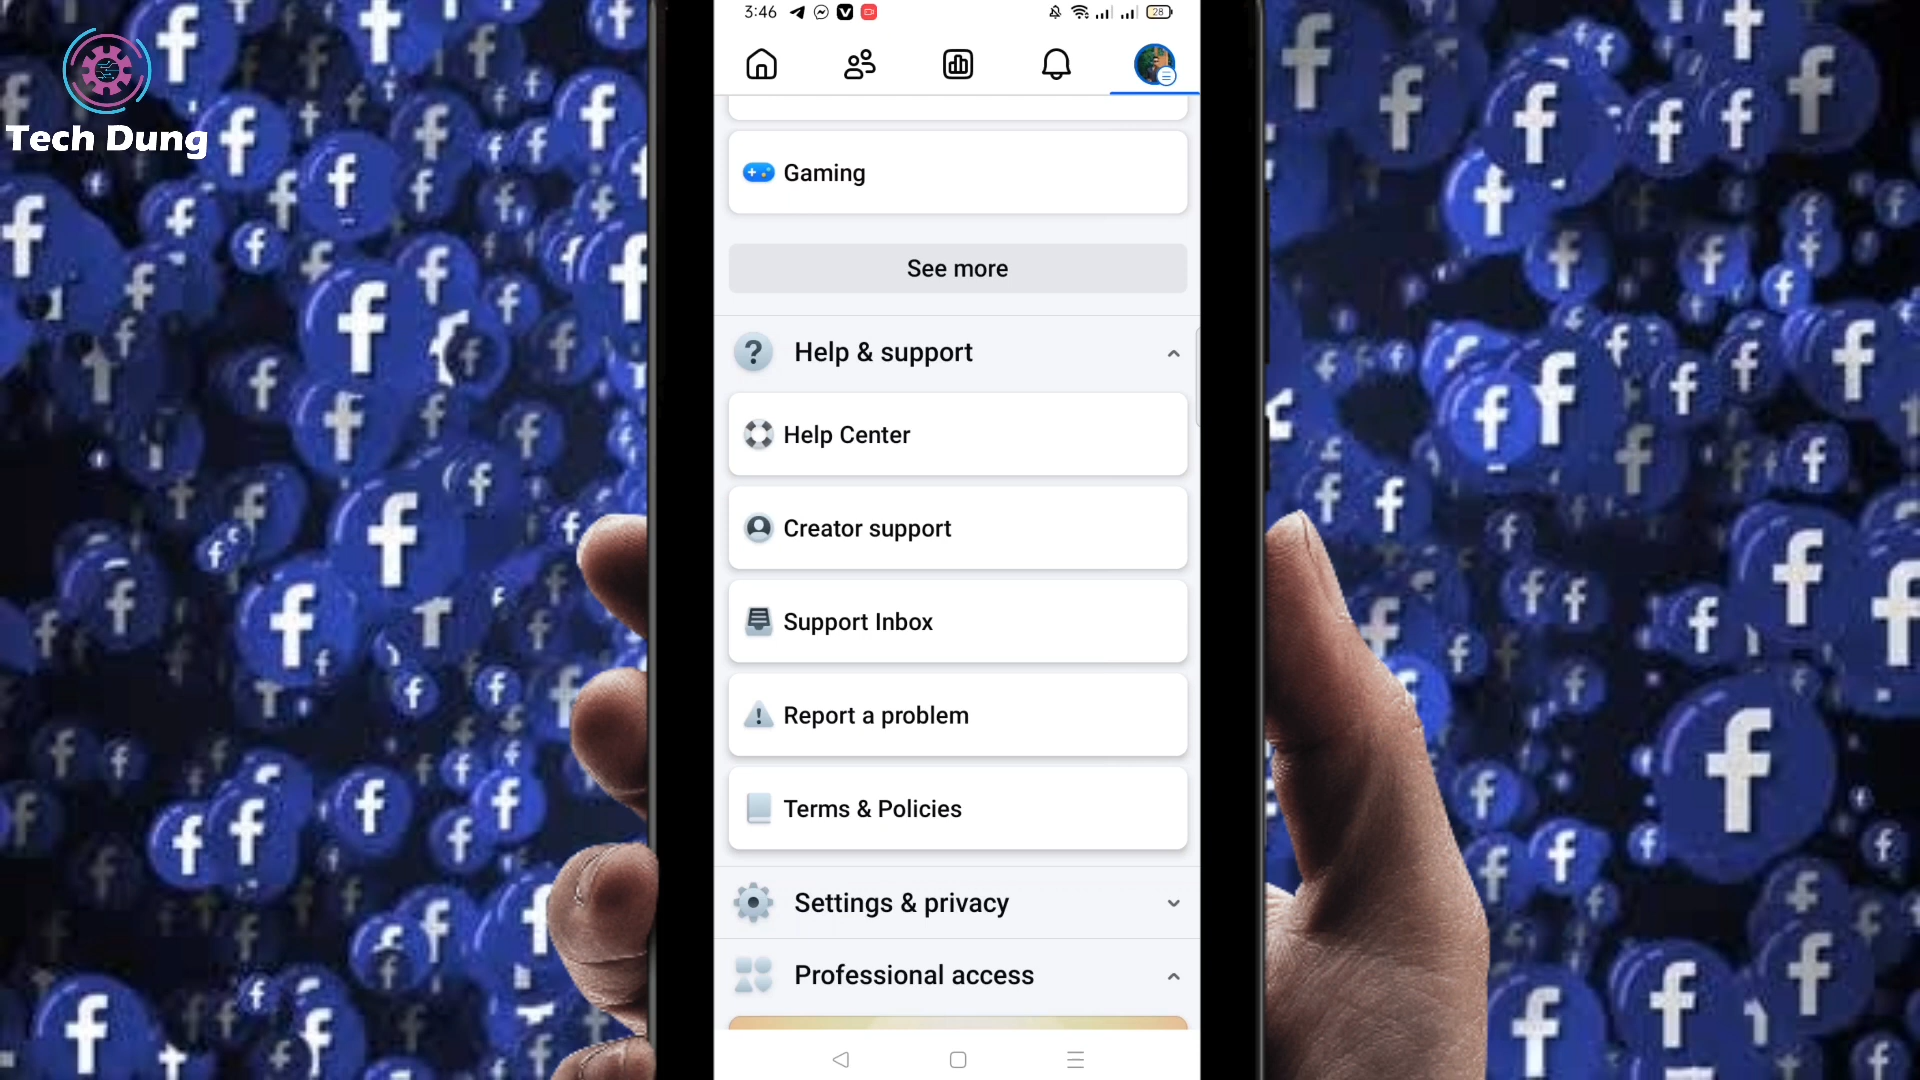 3:46
28
Tech Dung
Gaming
See more
Help & support
Help Center
Creator support
Support Inbox
Report a problem
Terms & Policies
Settings & privacy
Professional access